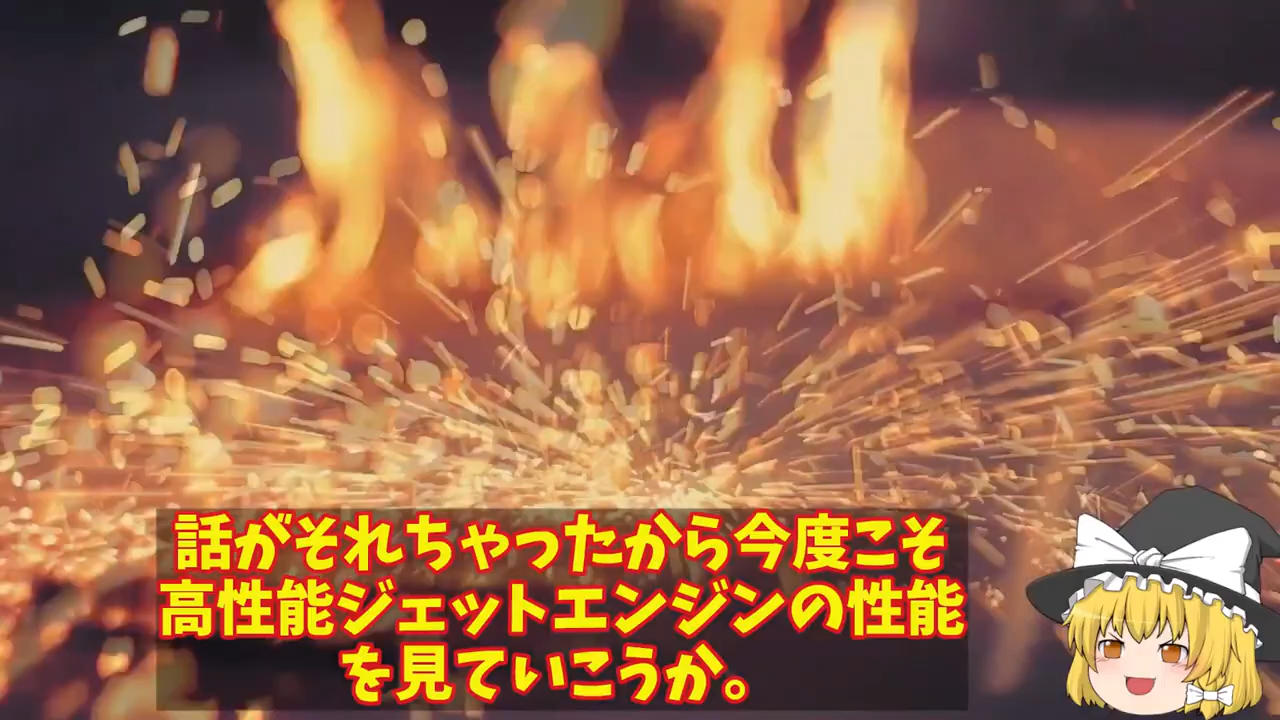 話がそれちゃったから今度こそ
高性能ジェットエンジンの性能
を見ていこうか。